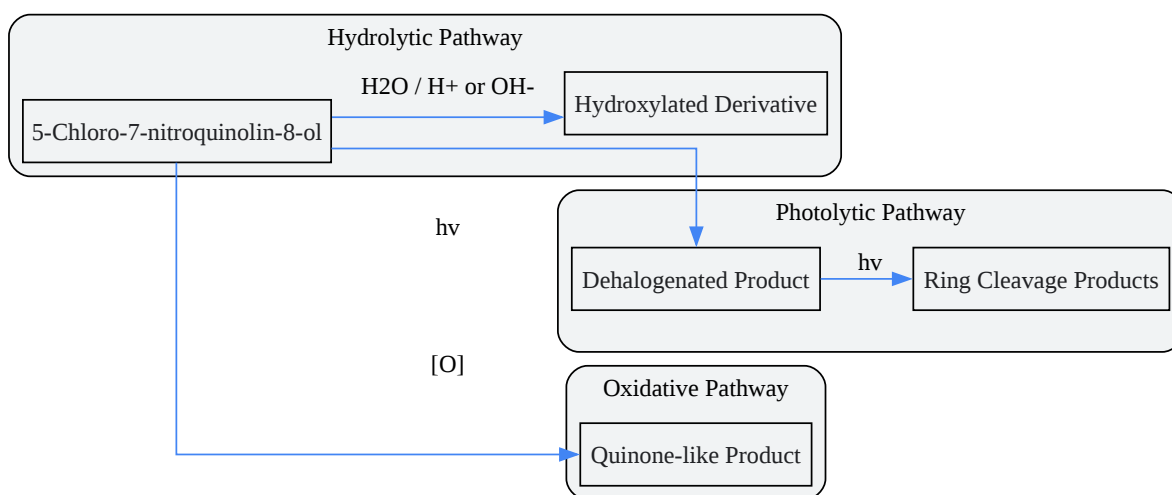 Hydrolytic Pathway
H2O / H+ or OH-
Hydroxylated Derivative
5-Chloro-7-nitroquinolin-8-ol
Photolytic Pathway
hv
hv
Dehalogenated Product
Ring Cleavage Products
[O]
Oxidative Pathway
Quinone-like Product